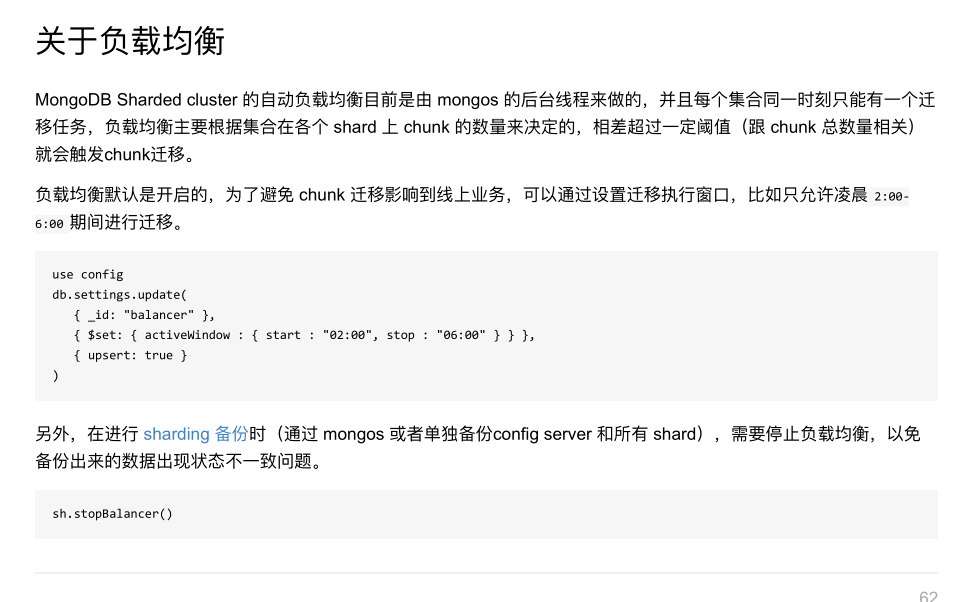 关于负载均衡
MongoDB Sharded cluster 的自动负载均衡目前是由 mongos 的后台线程来做的，并且每个集合同一时刻只能有一个迁
移任务，负载均衡主要根据集合在各个 shard 上 chunk 的数量来决定的，相差超过一定阈值（跟 chunk 总数量相关）
就会触发chunk迁移。
负载均衡默认是开启的，为了避免 chunk 迁移影响到线上业务，可以通过设置迁移执行窗口，比如只允许凌晨 2:00-
6:00 期间进行迁移。
use config
db.settings.update(
   { _id: "balancer" },
   { $set: { activeWindow : { start : "02:00", stop : "06:00" } } },
   { upsert: true }
)
另外，在进行 sharding 备份时（通过 mongos 或者单独备份config server 和所有 shard），需要停止负载均衡，以免
备份出来的数据出现状态不一致问题。
sh.stopBalancer()
62